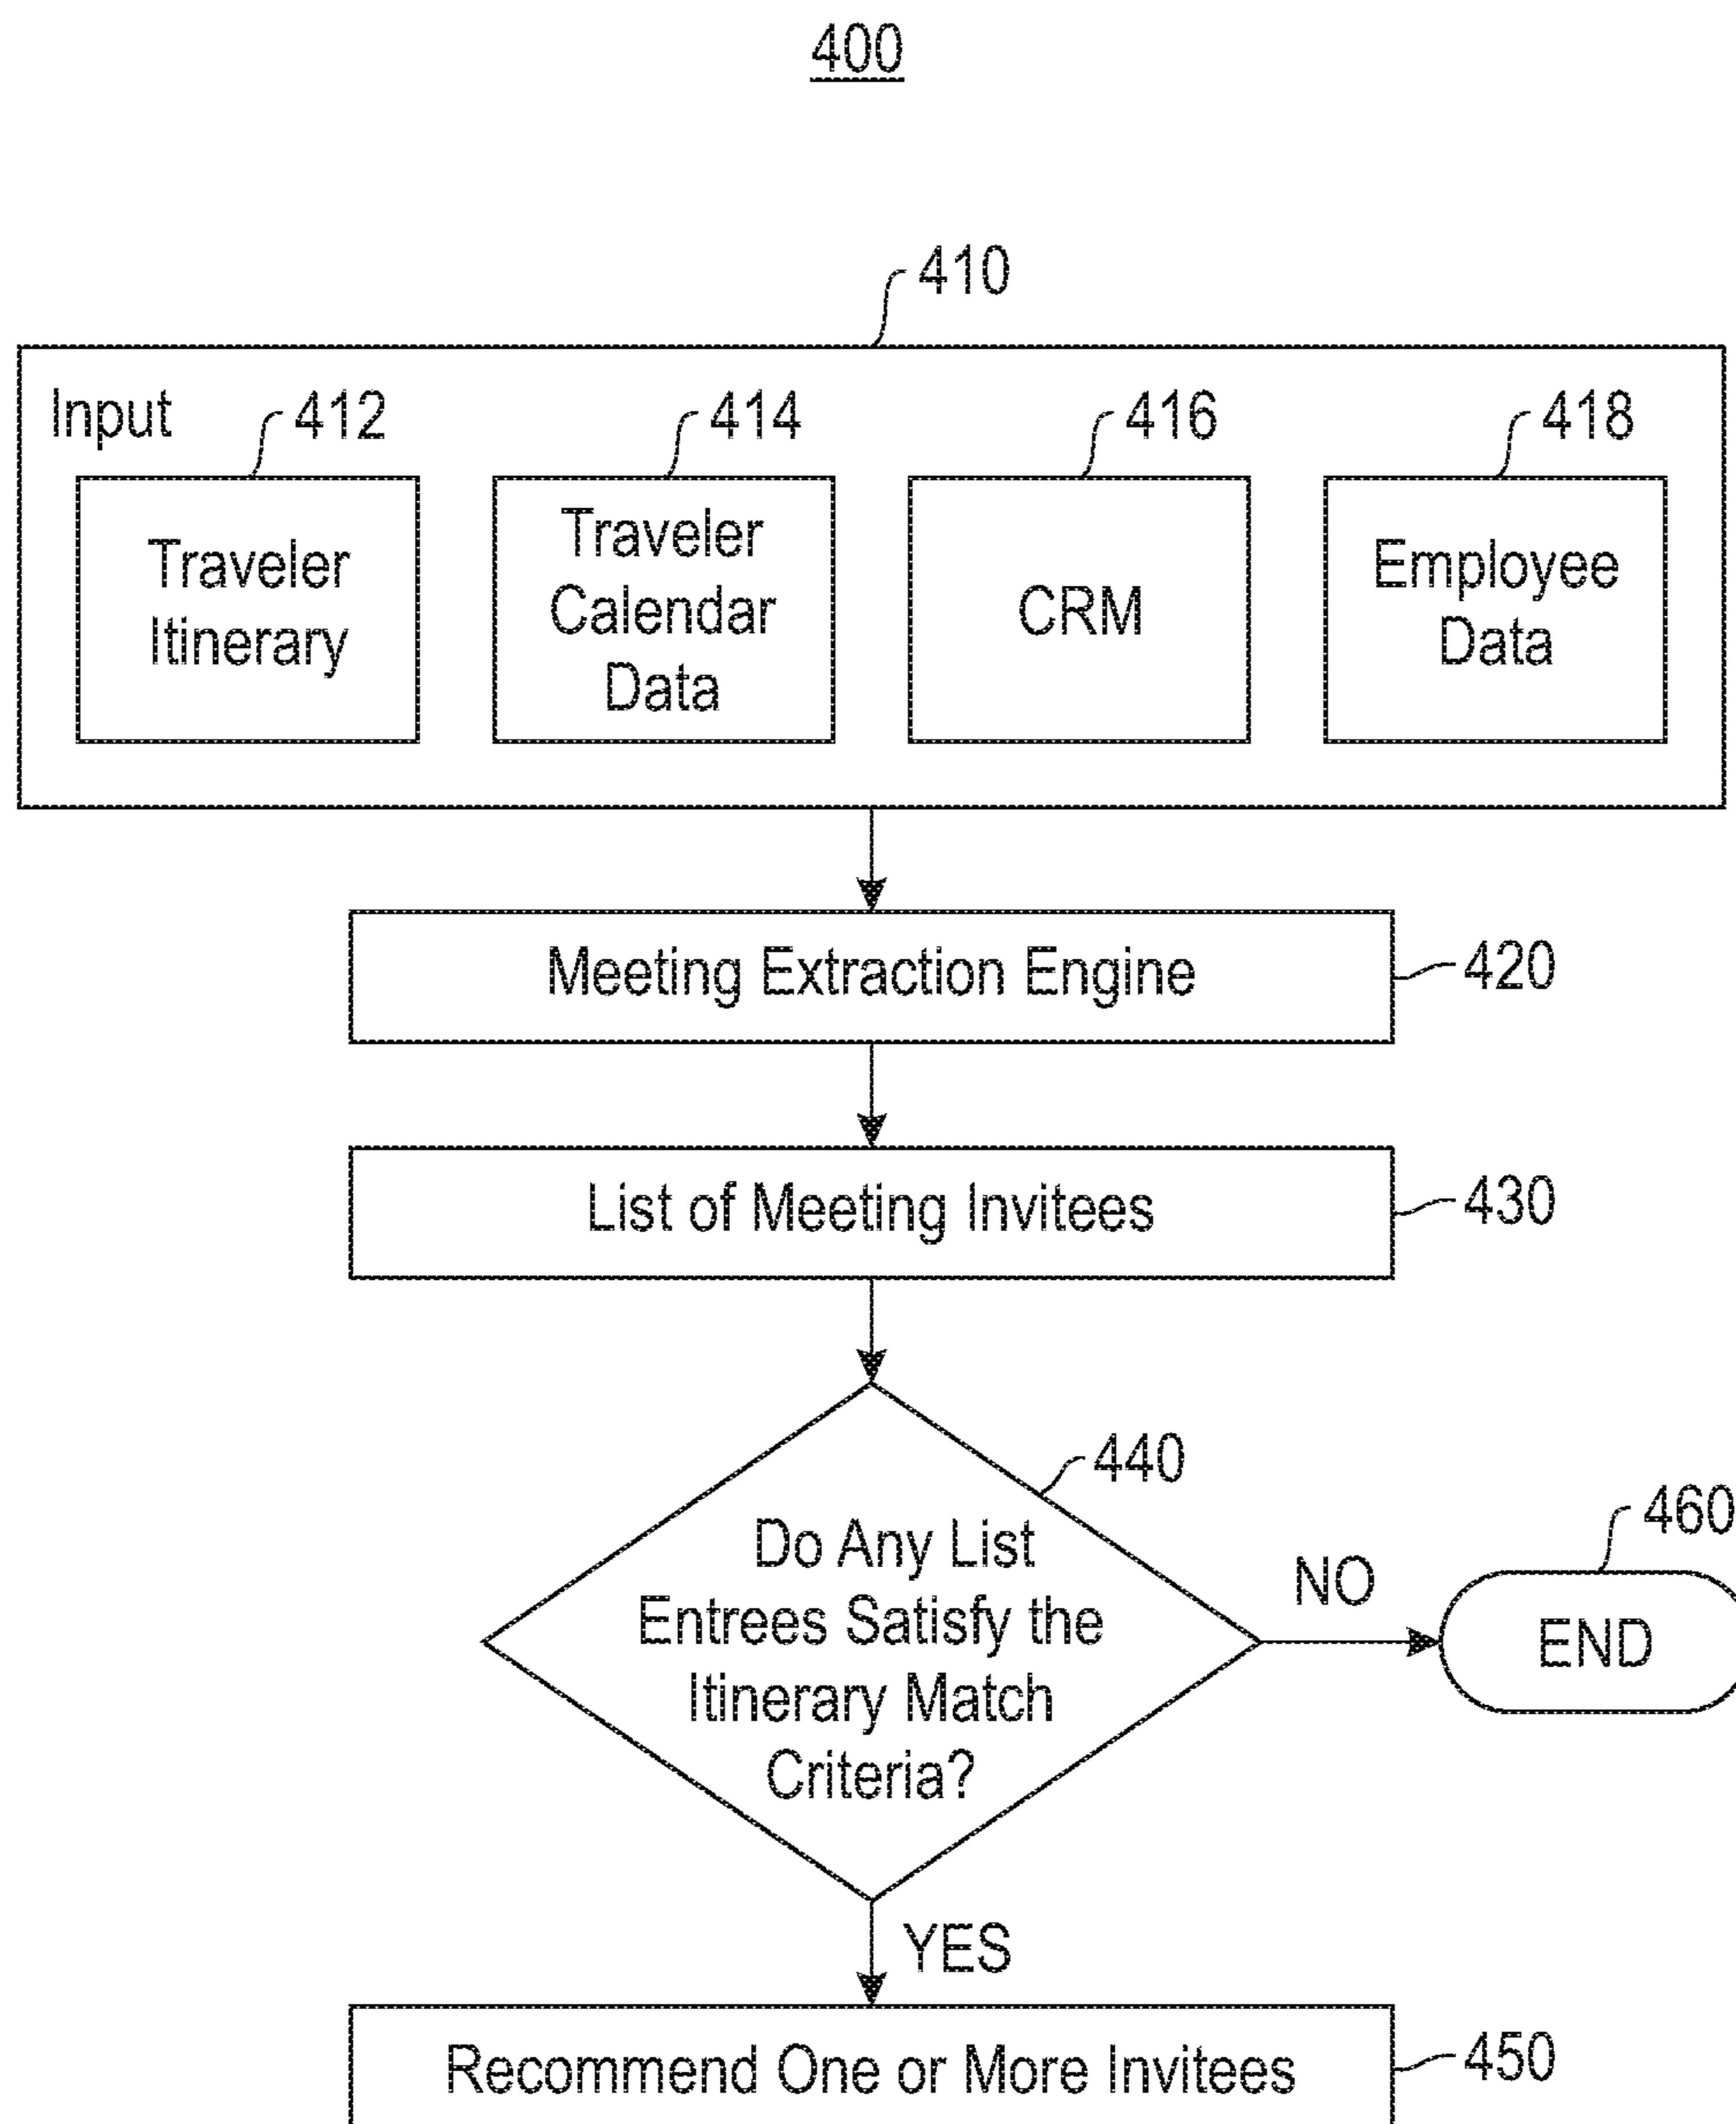 400
410
Input
412
414
416
418
Traveler
Itinerary
Traveler
Calendar
Data
CRM
Employee
Data
Meeting Extraction Engine
420
List of Meeting Invitees
430
440
Do Any List
Entrees Satisfy the
Itinerary Match
Criteria?
NO
460
END
YES
Recommend One or More Invitees
450